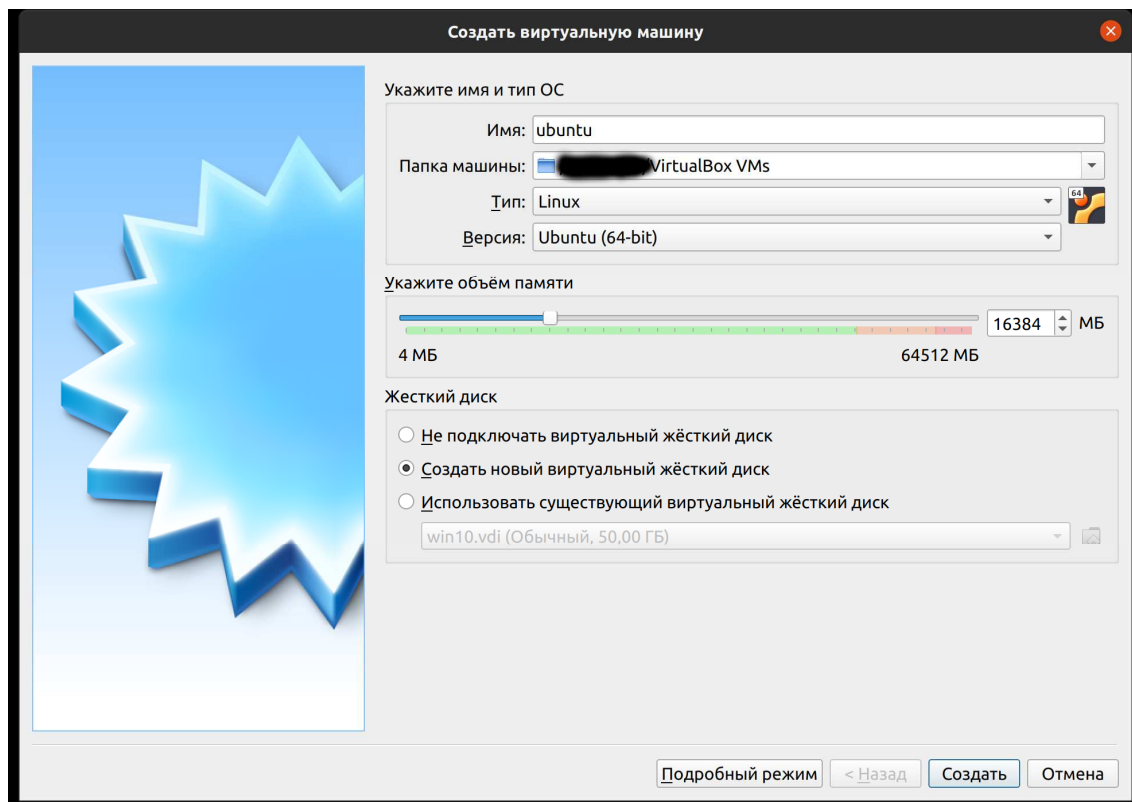 Создать виртуальную машину
Укажите имя и тип ОС
Имя: ubuntu
Папка машины: /VirtualBox VMs
Тип: Linux
64
Версия: Ubuntu (64-bit)
Укажите объём памяти
16384 МБ
4 МБ 64512 МБ
Жесткий диск
Не подключать виртуальный жёсткий диск
Создать новый виртуальный жёсткий диск
Использовать существующий виртуальный жёсткий диск
win10.vdi (Обычный, 50,00 ГБ)
Подробный режим < Назад Создать Отмена